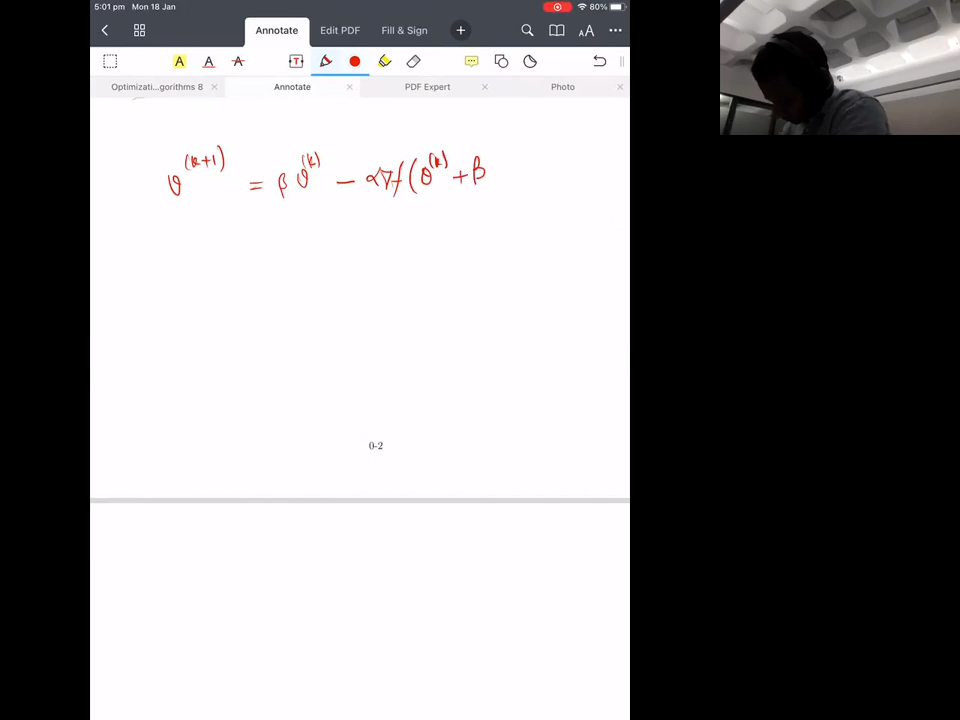 5:01 pm Mon 18 Jan
80%
Annotate Edit PDF Fill & Sign
Optimizati...gorithms 8 Annotate PDF Expert Photo
ϑ^(k+1) = β ϑ^(k) − α∇f(θ^(k) + β
0-2